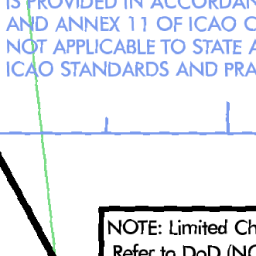 IS PROVIDED IN ACCORDAN
AND ANNEX 11 OF ICAO C
NOT APPLICABLE TO STATE A
ICAO STANDARDS AND PRA
NOTE: Limited Ch
Refer to DoD (NO